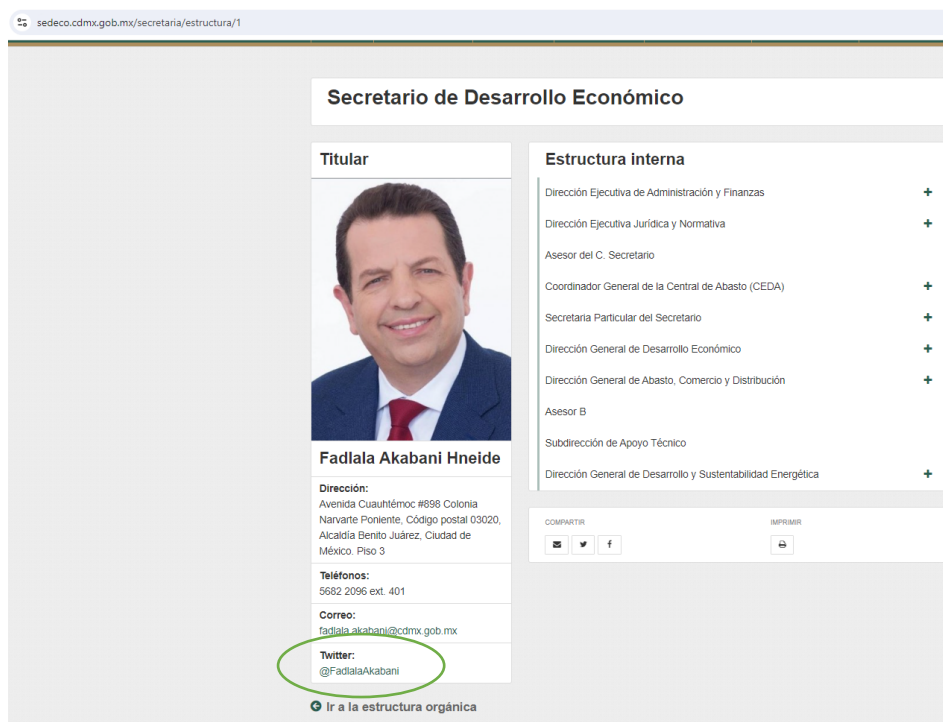 sedeco.cdmx.gob.mx/secretaria/estructura/1
Secretario de Desarrollo Económico
Titular
Fadlala Akabani Hneide
Dirección:
Avenida Cuauhtémoc #898 Colonia
Narvarte Poniente, Código postal 03020,
Alcaldía Benito Juárez, Ciudad de
México. Piso 3
Teléfonos:
5682 2096 ext. 401
Correo:
fadlala.akabani@cdmx.gob.mx
Twitter:
@FadlalaAkabani
Ir a la estructura orgánica
Estructura interna
Dirección Ejecutiva de Administración y Finanzas
Dirección Ejecutiva Jurídica y Normativa
Asesor del C. Secretario
Coordinador General de la Central de Abasto (CEDA)
Secretaria Particular del Secretario
Dirección General de Desarrollo Económico
Dirección General de Abasto, Comercio y Distribución
Asesor B
Subdirección de Apoyo Técnico
Dirección General de Desarrollo y Sustentabilidad Energética
COMPARTIR
IMPRIMIR